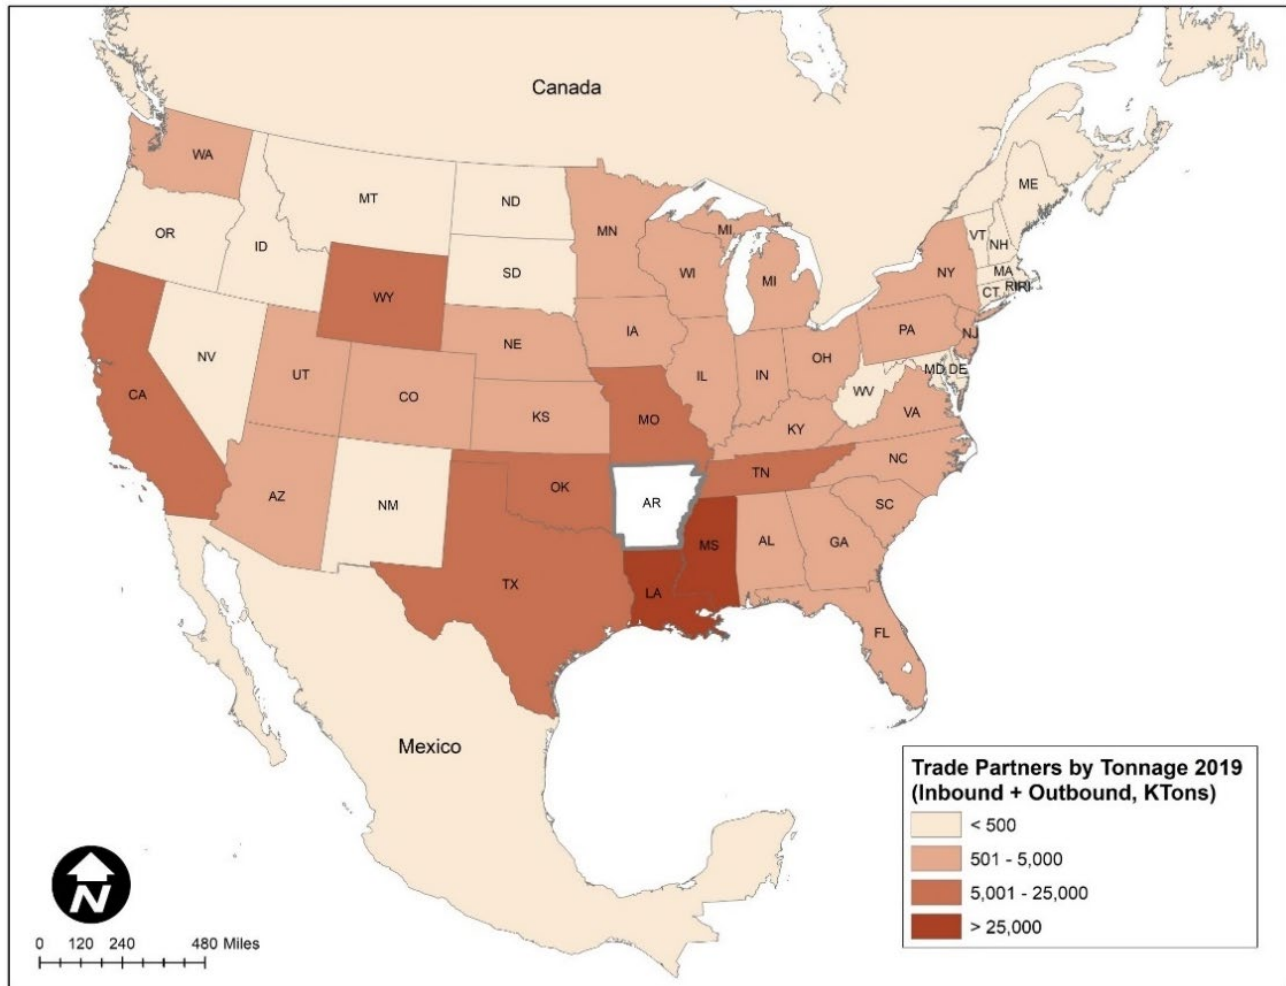 Canada
WA
MT
ND
ME
OR
ID
MN
MI
VT
NH
SD
WI
MI
NY
MA
CT
RI
RI
WY
IA
PA
NJ
NV
UT
NE
IL
IN
OH
MD
DE
WV
CA
CO
KS
MO
KY
VA
NC
AZ
NM
OK
AR
TN
SC
MS
AL
GA
TX
LA
FL
Mexico
Trade Partners by Tonnage 2019
(Inbound + Outbound, KTons)
< 500
501 - 5,000
5,001 - 25,000
> 25,000
N
0 120 240 480 Miles